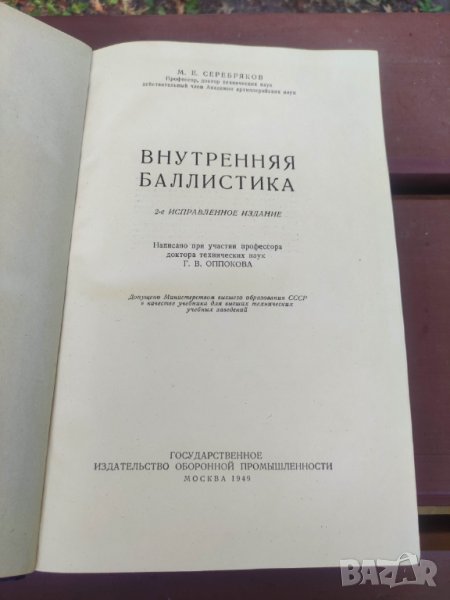 М. Е. СЕРЕБРЯКОВ
Профессор, доктор технических наук
действительный член Академии артиллерийских наук
ВНУТРЕННЯЯ
БАЛЛИСТИКА
2-е ИСПРАВЛЕННОЕ ИЗДАНИЕ
Написано при участии профессора
доктора технических наук
Г. В. ОППОКОВА
Допущено Министерством высшего образования СССР
в качестве учебника для высших технических
учебных заведений
ГОСУДАРСТВЕННОЕ
ИЗДАТЕЛЬСТВО ОБОРОННОЙ ПРОМЫШЛЕННОСТИ
МОСКВА 1949
BAZAR.bg